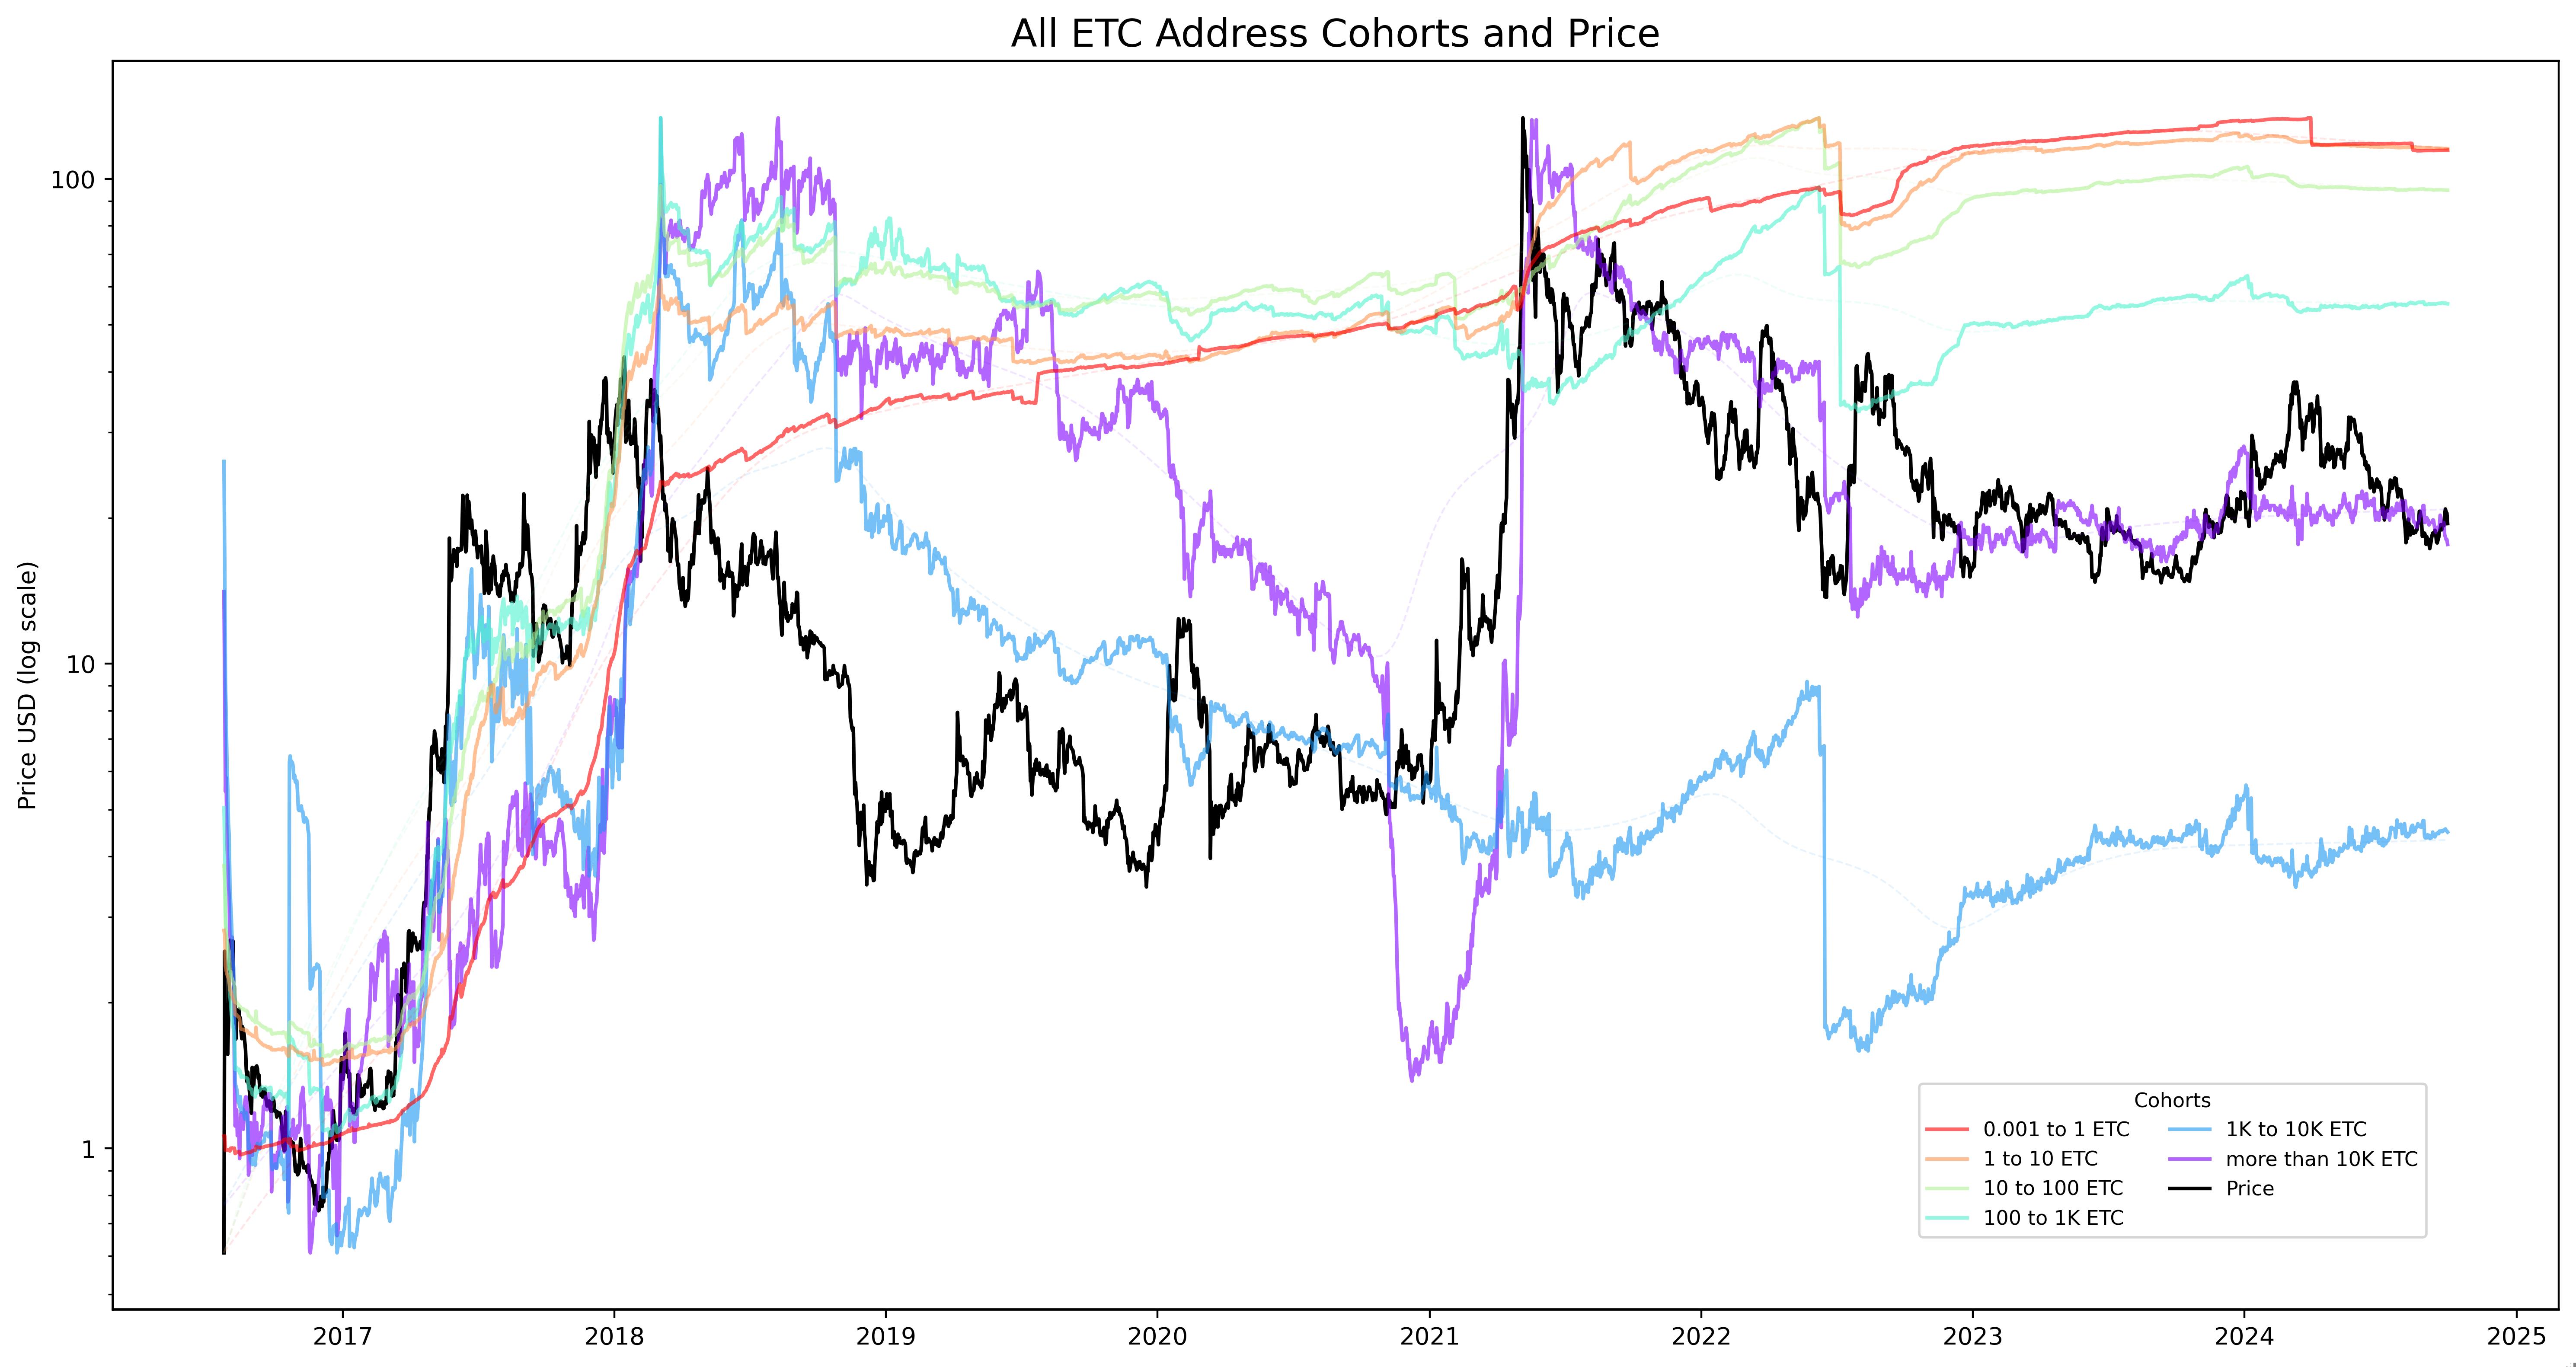 All ETC Address Cohorts and Price
Price USD (log scale)
100
10
1
2017 2018 2019 2020 2021 2022 2023 2024 2025
Cohorts
0.001 to 1 ETC
1 to 10 ETC
10 to 100 ETC
100 to 1K ETC
1K to 10K ETC
more than 10K ETC
Price